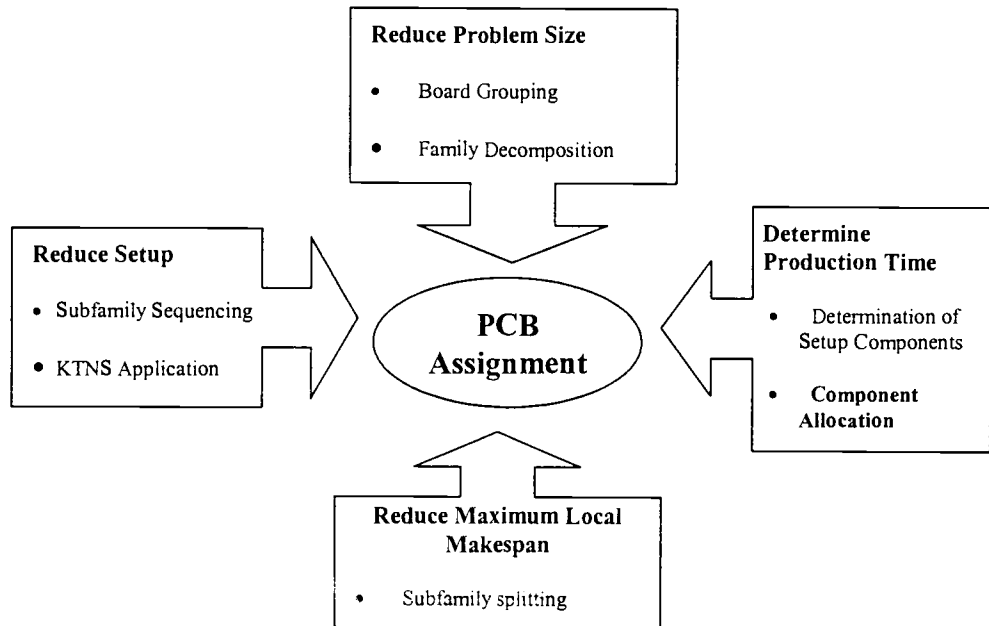 Reduce Problem Size
• Board Grouping
• Family Decomposition
Reduce Setup
• Subfamily Sequencing
• KTNS Application
PCB
Assignment
Determine
Production Time
• Determination of
Setup Components
• Component
Allocation
Reduce Maximum Local
Makespan
• Subfamily splitting